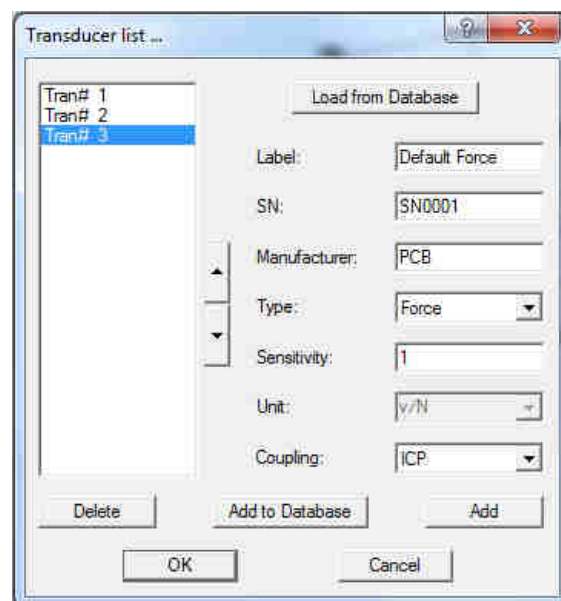 Transducer list ...
Tran# 1
Tran# 2
Tran# 3
Load from Database
Label: Default Force
SN: SN0001
Manufacturer: PCB
Type: Force
Sensitivity: 1
Unit: v/N
Coupling: ICP
Delete Add to Database Add
OK Cancel